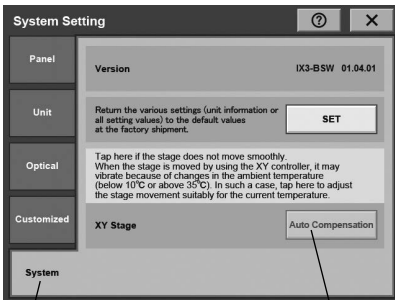 System Setting
?
X
Panel
Unit
Optical
Customized
System
Version
IX3-BSW 01.04.01
Return the various settings (unit information or
all setting values) to the default values
at the factory shipment.
SET
Tap here if the stage does not move smoothly.
When the stage is moved by using the XY controller, it may
vibrate because of changes in the ambient temperature
(below 10℃ or above 35℃). In such a case, tap here to adjust
the stage movement suitably for the current temperature.
XY Stage
Auto Compensation